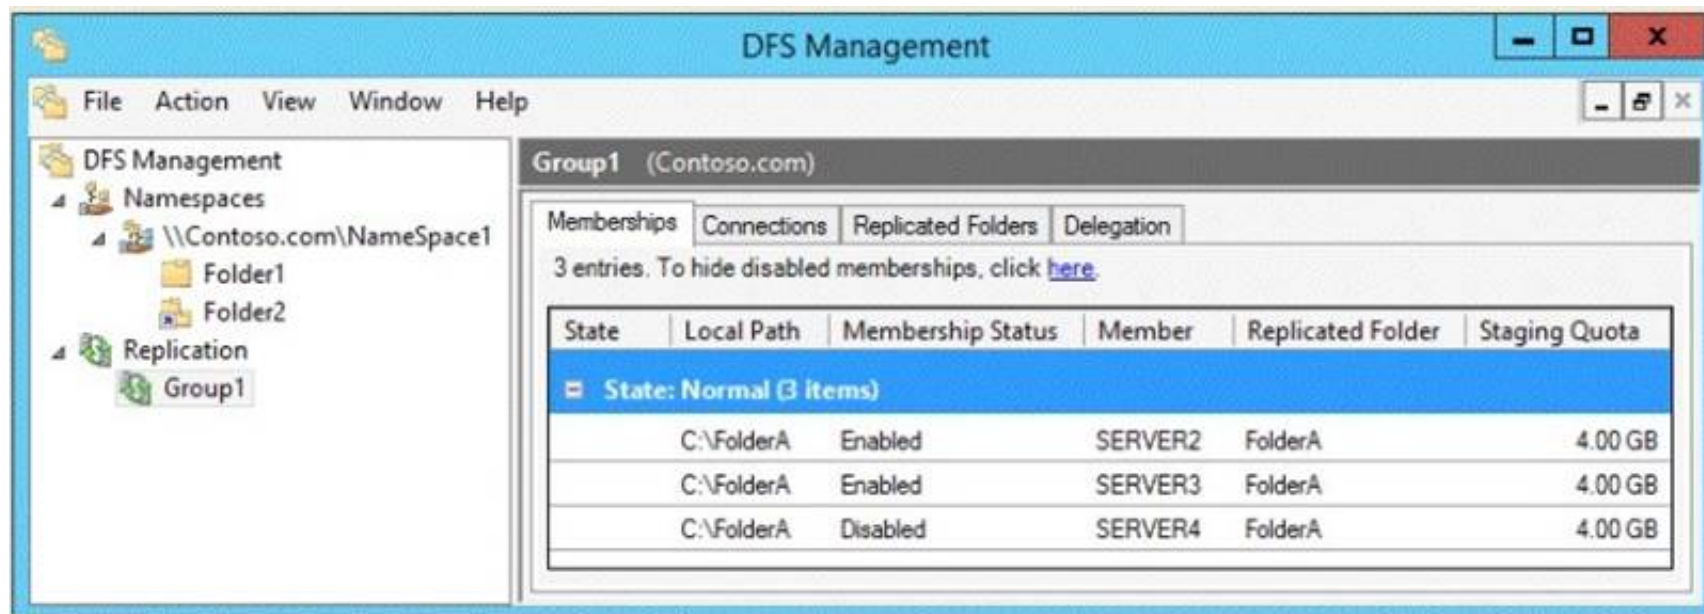 DFS Management
File Action View Window Help
DFS Management
Namespaces
\\Contoso.com\NameSpace1
Folder1
Folder2
Replication
Group1
Group1 (Contoso.com)
Memberships Connections Replicated Folders Delegation
3 entries. To hide disabled memberships, click here.
State Local Path Membership Status Member Replicated Folder Staging Quota
State: Normal (3 items)
C:\FolderA Enabled SERVER2 FolderA 4.00 GB
C:\FolderA Enabled SERVER3 FolderA 4.00 GB
C:\FolderA Disabled SERVER4 FolderA 4.00 GB